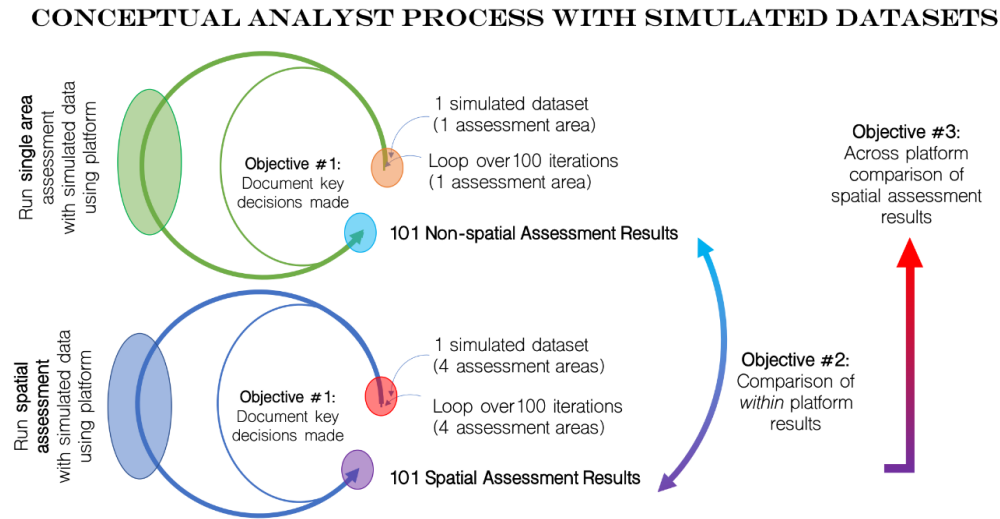 CONCEPTUAL ANALYST PROCESS WITH SIMULATED DATASETS
Run single area
assessment
with simulated data
using platform
Objective #1:
Document key
decisions made
1 simulated dataset
(1 assessment area)
Loop over 100 iterations
(1 assessment area)
101 Non-spatial Assessment Results
Run spatial
assessment
with simulated data
using platform
Objective #1:
Document key
decisions made
1 simulated dataset
(4 assessment areas)
Loop over 100 iterations
(4 assessment areas)
101 Spatial Assessment Results
Objective #2:
Comparison of
within platform
results
Objective #3:
Across platform
comparison of
spatial assessment
results